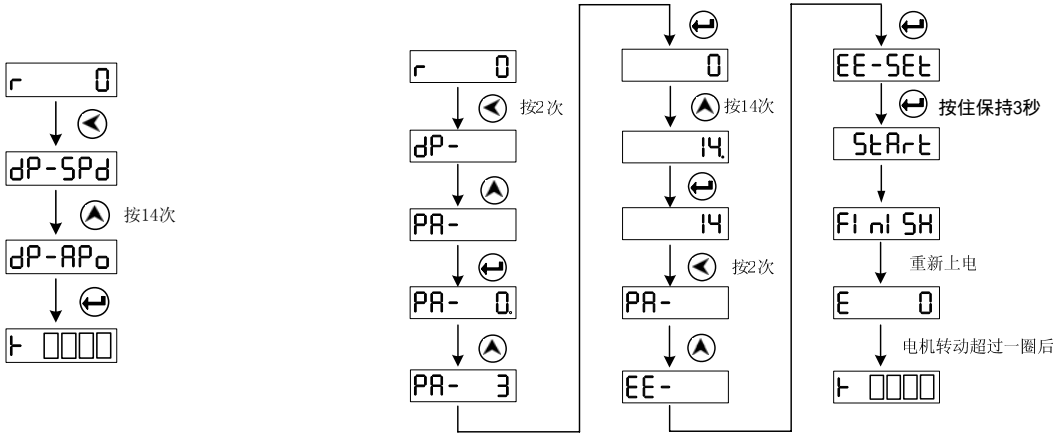 r 0
dP-SPd
按14次
dP-APo
⊦ □□□□
r 0
按2次
dP-
PA-
PA- 0.
PA- 3
0
按14次
14.
14
按2次
PA-
EE-
EE-SEt
按住保持3秒
StArt
FInISH
重新上电
E 0
电机转动超过一圈后
⊦ □□□□